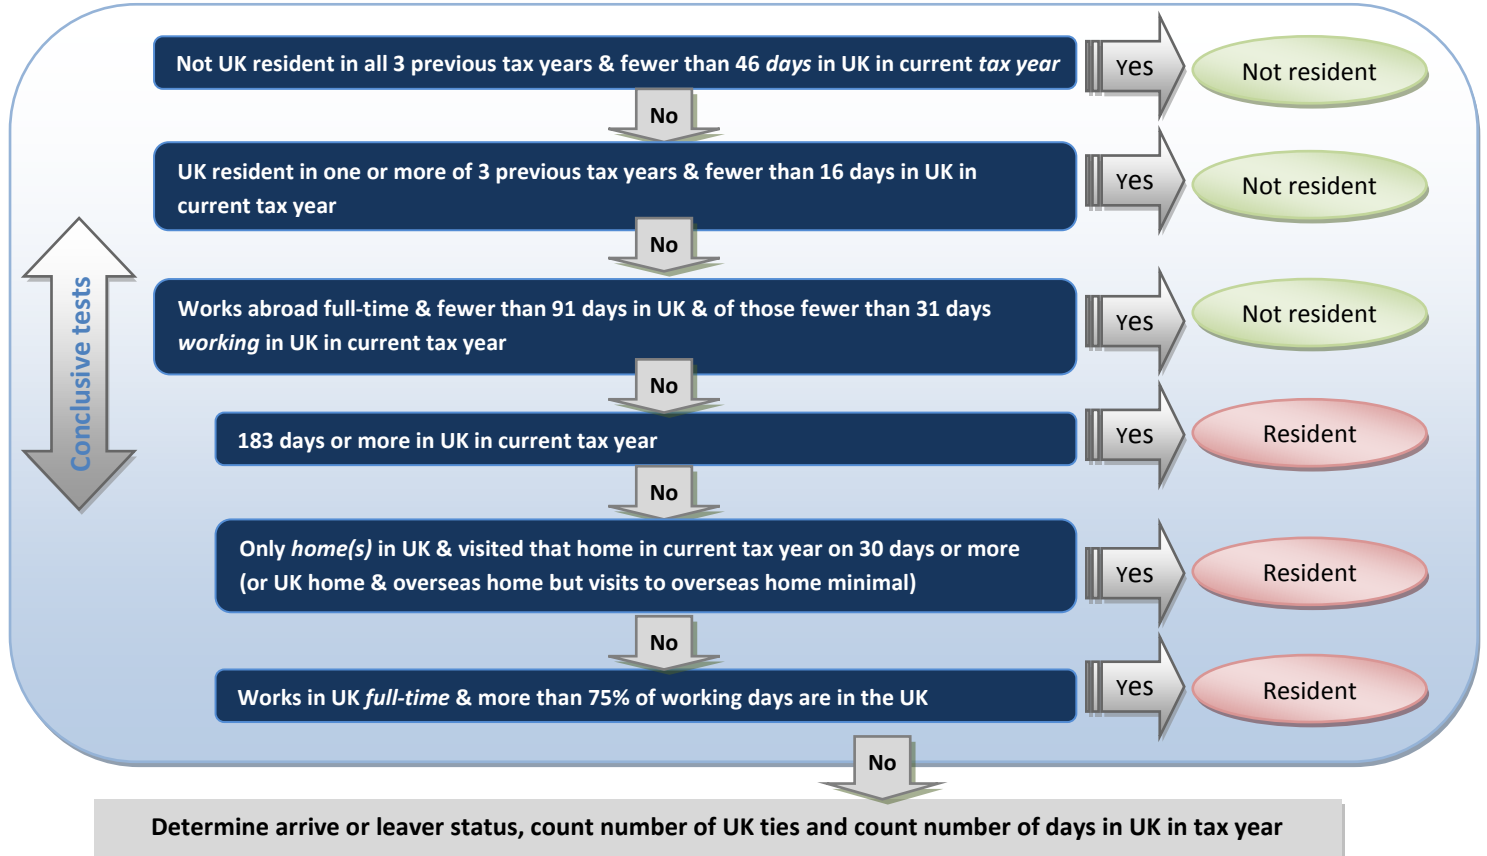 Not UK resident in all 3 previous tax years & fewer than 46 days in UK in current tax year
Yes
Not resident
No
UK resident in one or more of 3 previous tax years & fewer than 16 days in UK in
current tax year
Yes
Not resident
No
Conclusive tests
Works abroad full-time & fewer than 91 days in UK & of those fewer than 31 days
working in UK in current tax year
Yes
Not resident
No
183 days or more in UK in current tax year
Yes
Resident
No
Only home(s) in UK & visited that home in current tax year on 30 days or more
(or UK home & overseas home but visits to overseas home minimal)
Yes
Resident
No
Works in UK full-time & more than 75% of working days are in the UK
Yes
Resident
No
Determine arrive or leaver status, count number of UK ties and count number of days in UK in tax year